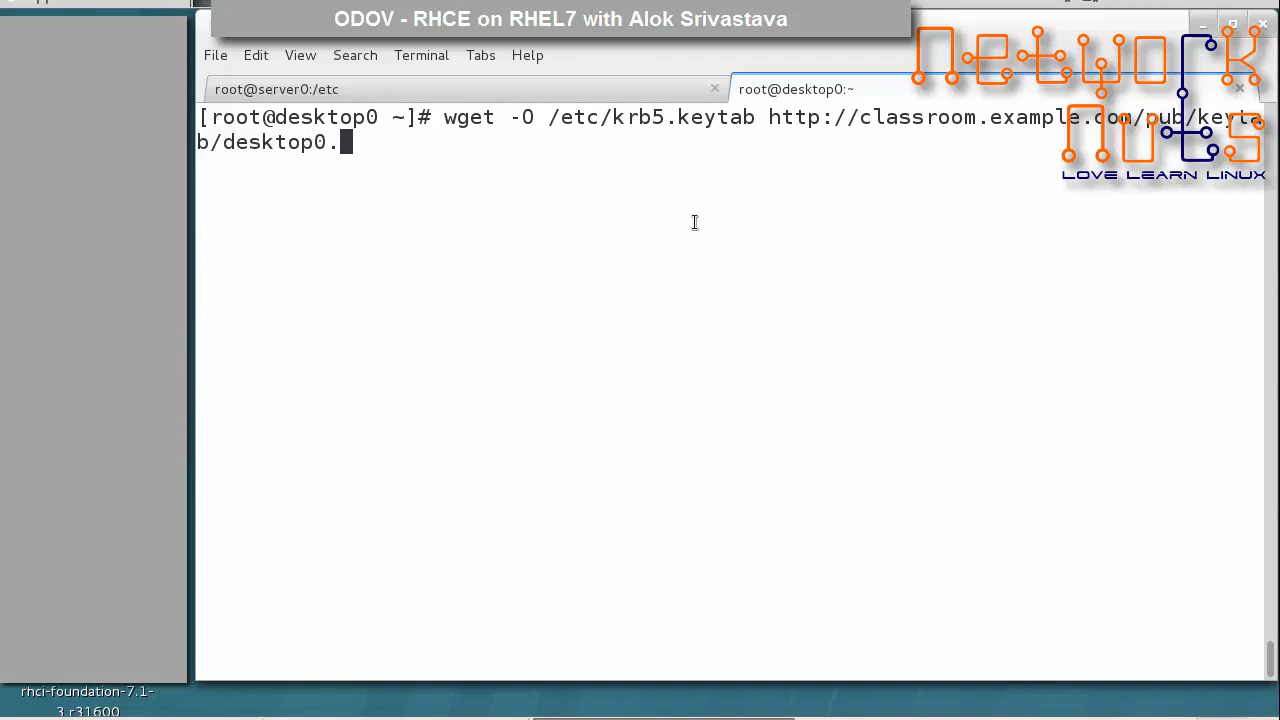 ODOV - RHCE on RHEL7 with Alok Srivastava
File Edit View Search Terminal Tabs Help
root@server0:/etc
root@desktop0:~
[root@desktop0 ~]# wget -O /etc/krb5.keytab http://classroom.example.com/pub/keyta
b/desktop0.
network
nuts
LOVE LEARN LINUX
rhci-foundation-7.1-
3.r31600